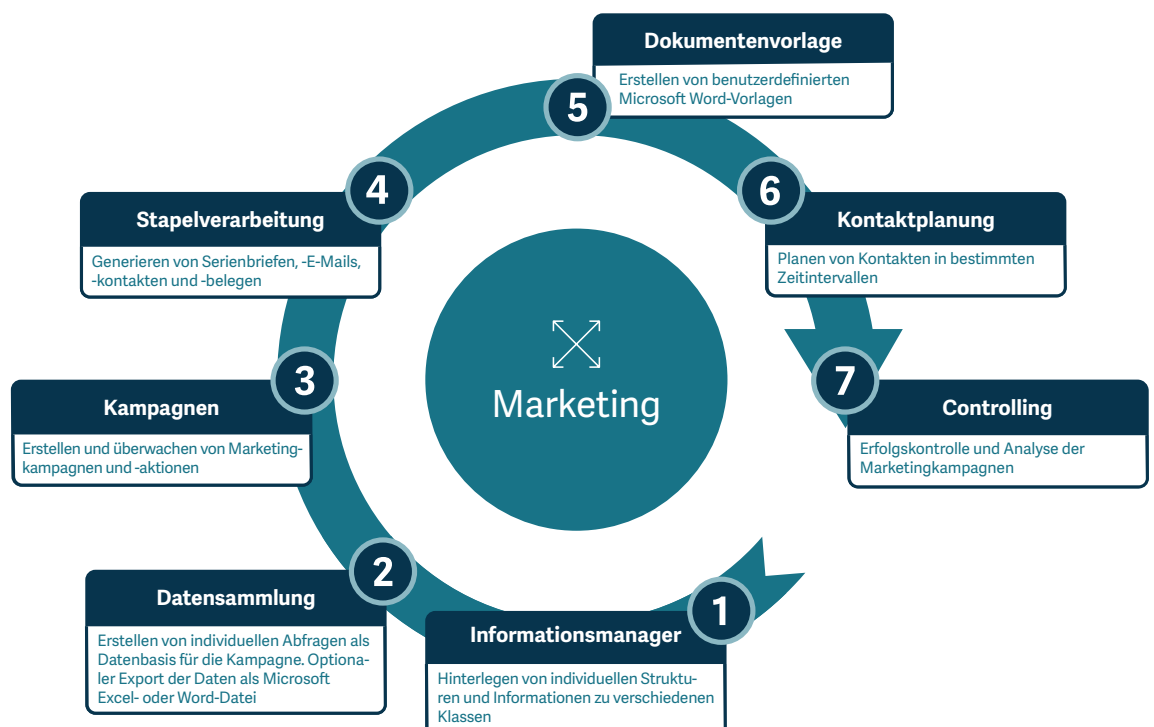 Dokumentenvorlage
Erstellen von benutzerdefinierten
Microsoft Word-Vorlagen
5
4
Stapelverarbeitung
Generieren von Serienbriefen, -E-Mails,
-kontakten und -belegen
6
Kontaktplanung
Planen von Kontakten in bestimmten
Zeitintervallen
Marketing
3
Kampagnen
Erstellen und überwachen von Marketing-
kampagnen und -aktionen
7
Controlling
Erfolgskontrolle und Analyse der
Marketingkampagnen
2
Datensammlung
Erstellen von individuellen Abfragen als
Datenbasis für die Kampagne. Optiona-
ler Export der Daten als Microsoft
Excel- oder Word-Datei
1
Informationsmanager
Hinterlegen von individuellen Struktu-
ren und Informationen zu verschiedenen
Klassen